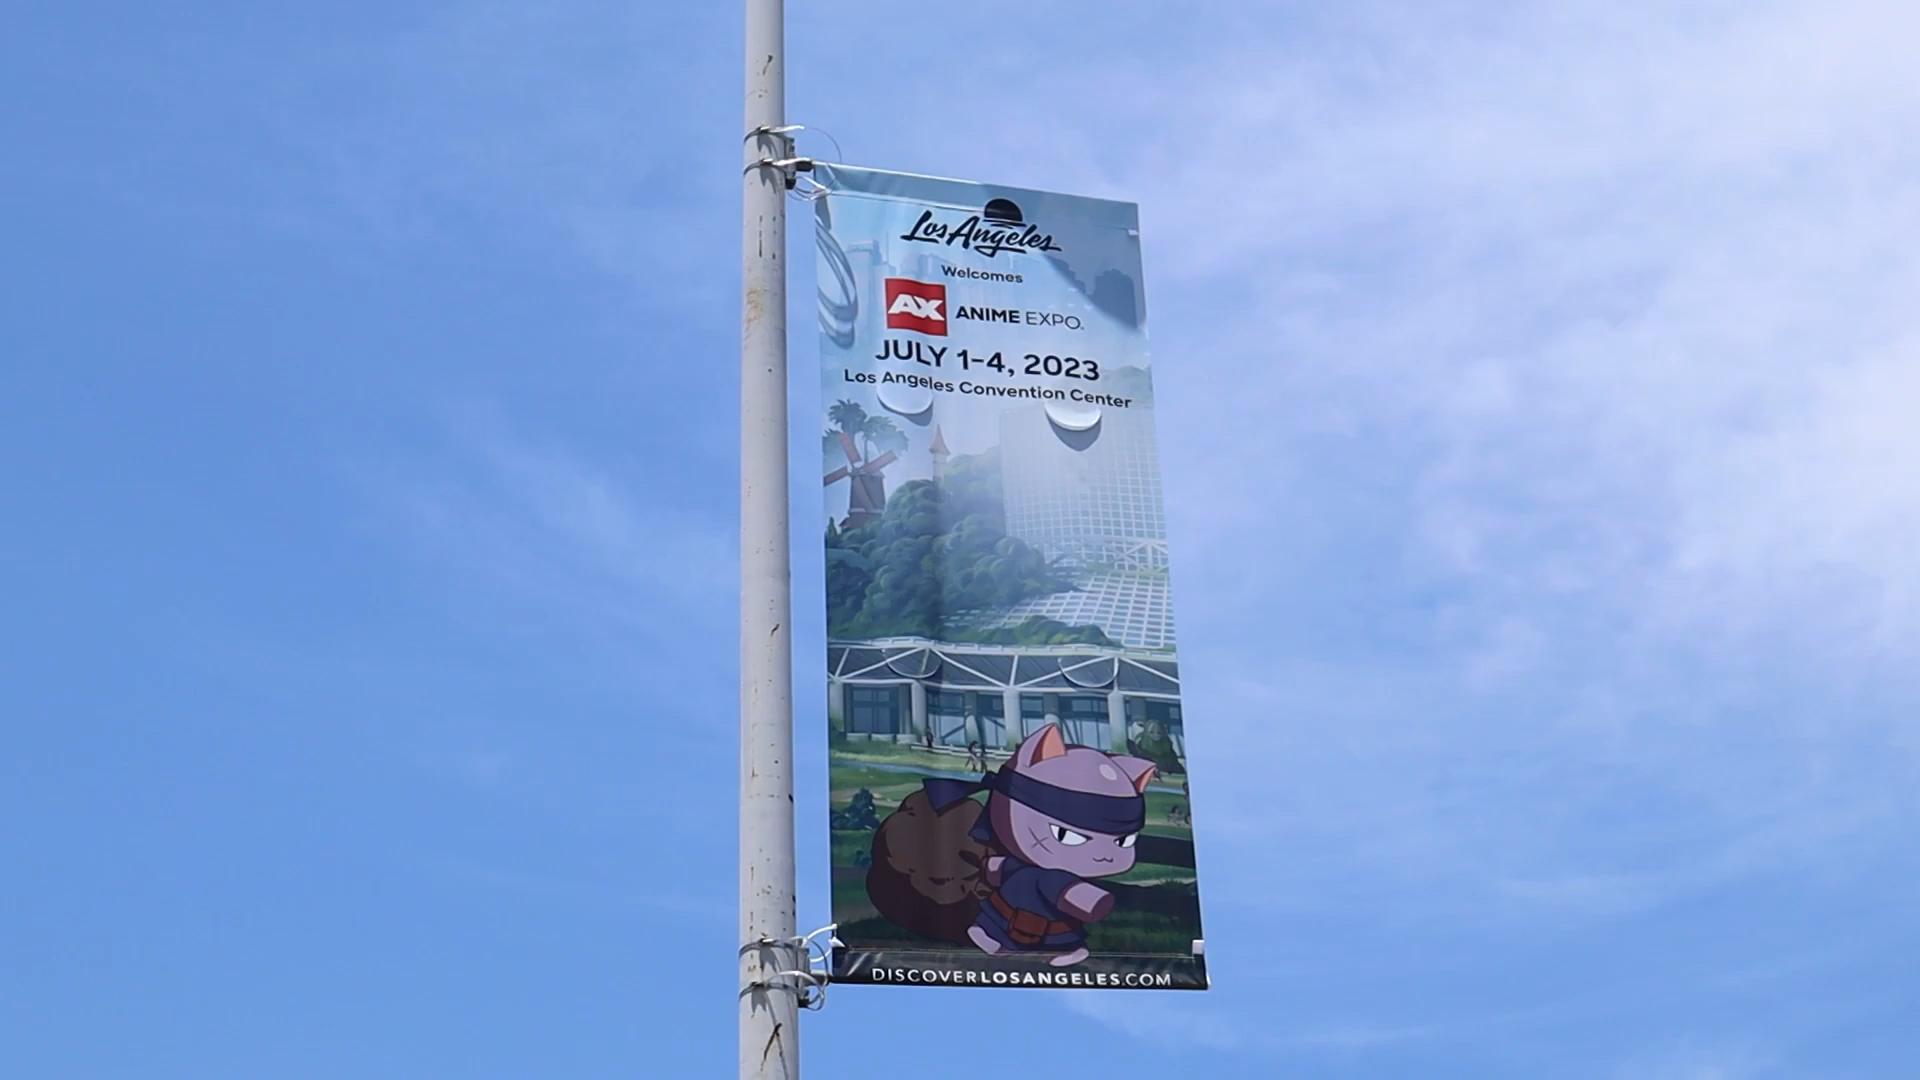 Los Angeles
Welcomes
AX ANIME EXPO.
JULY 1-4, 2023
Los Angeles Convention Center
DISCOVERLOSANGELES.COM